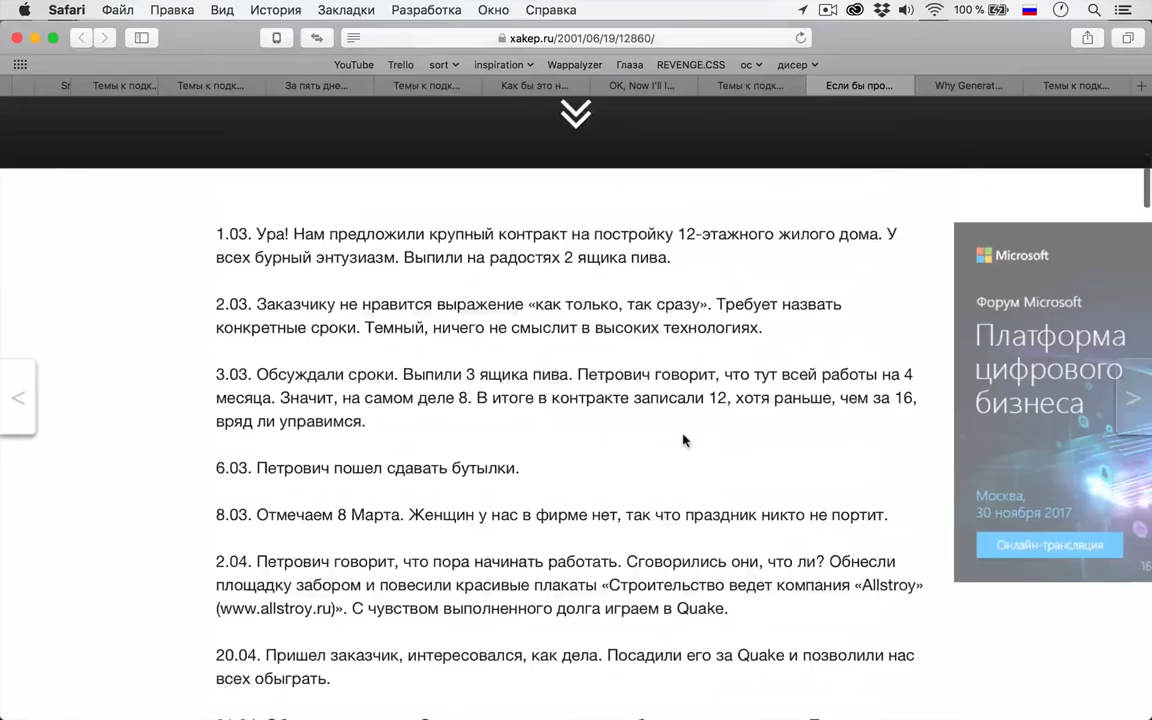 Safari Файл Правка Вид История Закладки Разработка Окно Справка 100 %
xakep.ru/2001/06/19/12860/
YouTube Trello sort inspiration Wappalyzer Глаза REVENGE.CSS ос дисер
Sr Темы к подк... Темы к подк... За пять дне... Темы к подк... Как бы это н... OK, Now I'll I... Темы к подк... Если бы про... Why Generat... Темы к подк...
1.03. Ура! Нам предложили крупный контракт на постройку 12-этажного жилого дома. У
всех бурный энтузиазм. Выпили на радостях 2 ящика пива.
2.03. Заказчику не нравится выражение «как только, так сразу». Требует назвать
конкретные сроки. Темный, ничего не смыслит в высоких технологиях.
3.03. Обсуждали сроки. Выпили 3 ящика пива. Петрович говорит, что тут всей работы на 4
месяца. Значит, на самом деле 8. В итоге в контракте записали 12, хотя раньше, чем за 16,
вряд ли управимся.
6.03. Петрович пошел сдавать бутылки.
8.03. Отмечаем 8 Марта. Женщин у нас в фирме нет, так что праздник никто не портит.
2.04. Петрович говорит, что пора начинать работать. Сговорились они, что ли? Обнесли
площадку забором и повесили красивые плакаты «Строительство ведет компания «Allstroy»
(www.allstroy.ru)». С чувством выполненного долга играем в Quake.
20.04. Пришел заказчик, интересовался, как дела. Посадили его за Quake и позволили нас
всех обыграть.
Microsoft
Форум Microsoft
Платформа
цифрового
бизнеса
Москва,
30 ноября 2017
Онлайн-трансляция
16